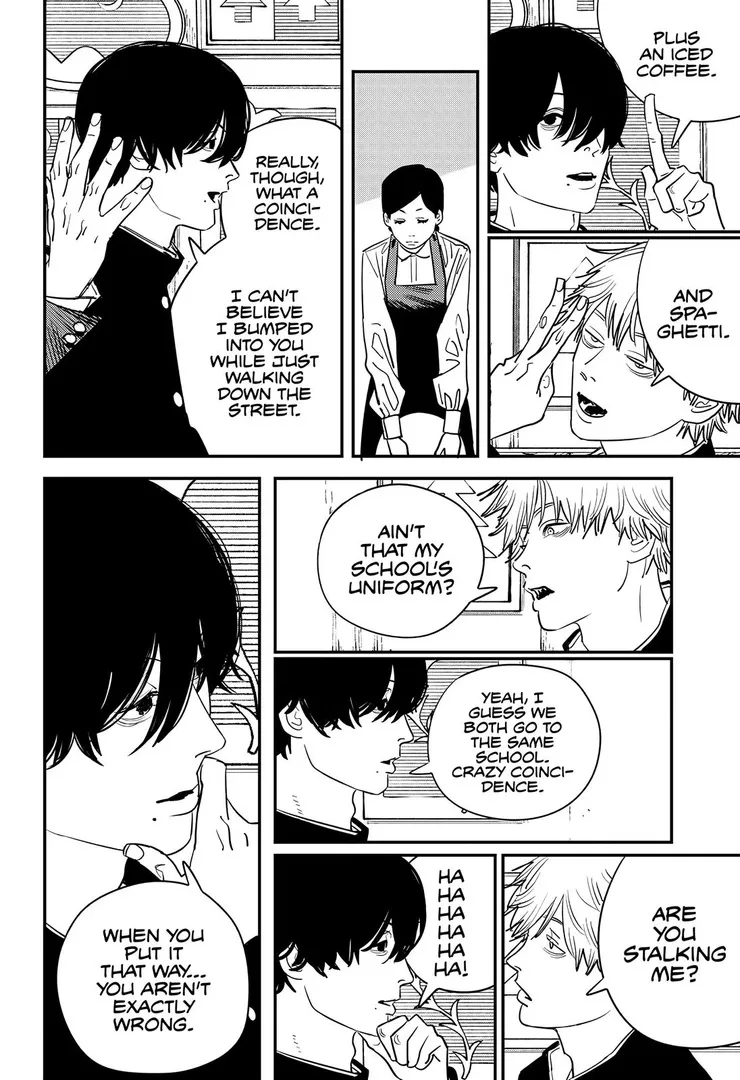 PLUS
AN ICED
COFFEE.
AND
SPA-
GHETTI.
REALLY,
THOUGH,
WHAT A
COINCI-
DENCE.
I CAN'T
BELIEVE
I BUMPED
INTO YOU
WHILE JUST
WALKING
DOWN THE
STREET.
AIN'T
THAT MY
SCHOOL'S
UNIFORM?
YEAH, I
GUESS WE
BOTH GO TO
THE SAME
SCHOOL.
CRAZY COINCI-
DENCE.
ARE
YOU
STALKING
ME?
HA
HA
HA
HA
HA
HA!
WHEN YOU
PUT IT
THAT WAY...
YOU AREN'T
EXACTLY
WRONG.